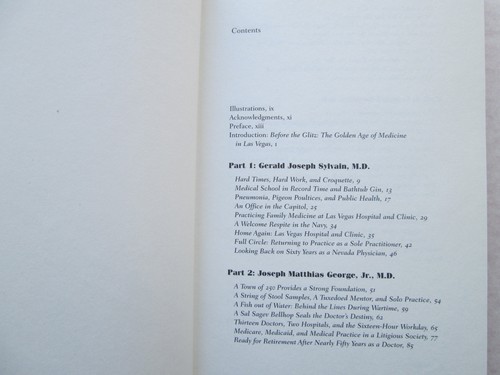 Contents
Illustrations, ix
Acknowledgments, xi
Preface, xiii
Introduction: Before the Glitz: The Golden Age of Medicine
in Las Vegas, 1
Part 1: Gerald Joseph Sylvain, M.D.
Hard Times, Hard Work, and Croquette, 9
Medical School in Record Time and Bathtub Gin, 13
Pneumonia, Pigeon Poultices, and Public Health, 17
An Office in the Capitol, 25
Practicing Family Medicine at Las Vegas Hospital and Clinic, 29
A Welcome Respite in the Navy, 34
Home Again: Las Vegas Hospital and Clinic, 35
Full Circle: Returning to Practice as a Sole Practitioner, 42
Looking Back on Sixty Years as a Nevada Physician, 46
Part 2: Joseph Matthias George, Jr., M.D.
A Town of 250 Provides a Strong Foundation, 51
A String of Stool Samples, A Tuxedoed Mentor, and Solo Practice, 54
A Fish out of Water: Behind the Lines During Wartime, 59
A Sal Sagev Bellhop Seals the Doctor's Destiny, 62
Thirteen Doctors, Two Hospitals, and the Sixteen-Hour Workday, 65
Medicare, Medicaid, and Medical Practice in a Litigious Society, 77
Ready for Retirement After Nearly Fifty Years as a Doctor, 85